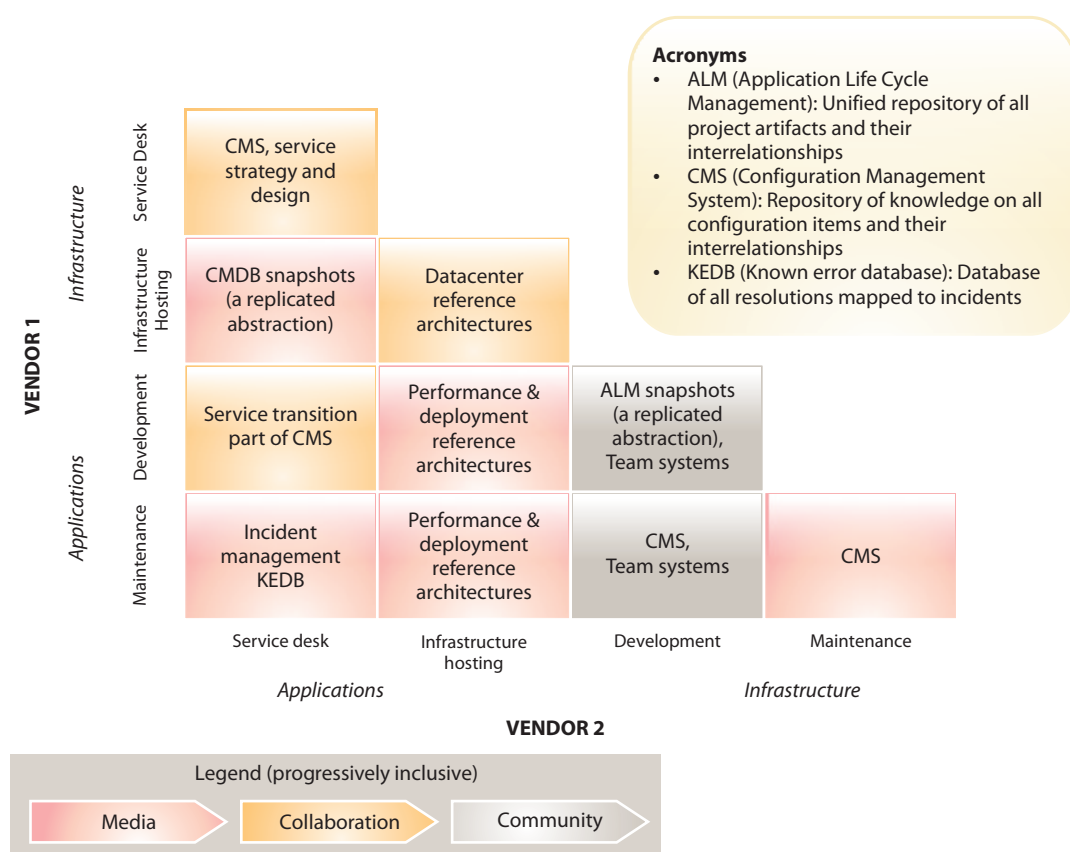 Acronyms
• ALM (Application Life Cycle
Management): Unified repository of all
project artifacts and their
interrelationships
• CMS (Configuration Management
System): Repository of knowledge on all
configuration items and their
interrelationships
• KEDB (Known error database): Database
of all resolutions mapped to incidents
VENDOR 1
Infrastructure
Applications
Service Desk
CMS, service
strategy and
design
Infrastructure
Hosting
CMDB snapshots
(a replicated
abstraction)
Datacenter
reference
architectures
Development
Service transition
part of CMS
Performance &
deployment
reference
architectures
ALM snapshots
(a replicated
abstraction),
Team systems
Maintenance
Incident
management
KEDB
Performance &
deployment
reference
architectures
CMS,
Team systems
CMS
Service desk
Infrastructure
hosting
Development
Maintenance
Applications
Infrastructure
VENDOR 2
Legend (progressively inclusive)
Media
Collaboration
Community